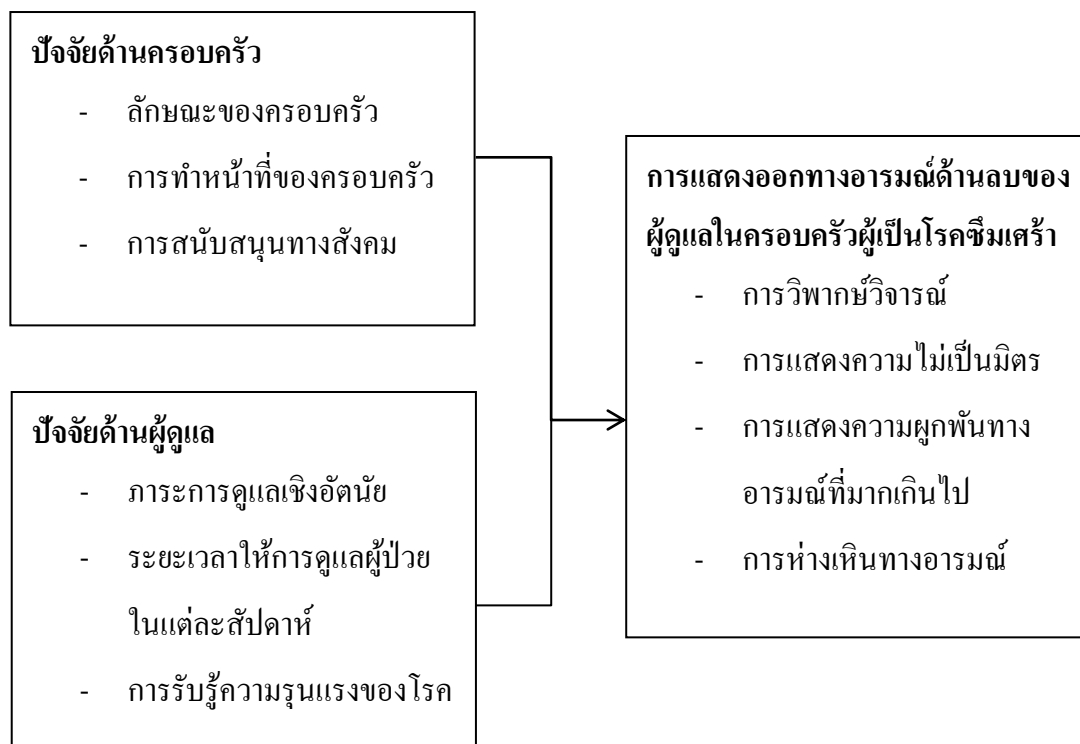 ปัจจัยด้านครอบครัว
- ลักษณะของครอบครัว
- การทำหน้าที่ของครอบครัว
- การสนับสนุนทางสังคม
ปัจจัยด้านผู้ดูแล
- ภาระการดูแลเชิงอัตนัย
- ระยะเวลาให้การดูแลผู้ป่วย
ในแต่ละสัปดาห์
- การรับรู้ความรุนแรงของโรค
การแสดงออกทางอารมณ์ด้านลบของ
ผู้ดูแลในครอบครัวผู้เป็นโรคซึมเศร้า
- การวิพากษ์วิจารณ์
- การแสดงความไม่เป็นมิตร
- การแสดงความผูกพันทาง
อารมณ์ที่มากเกินไป
- การห่างเหินทางอารมณ์